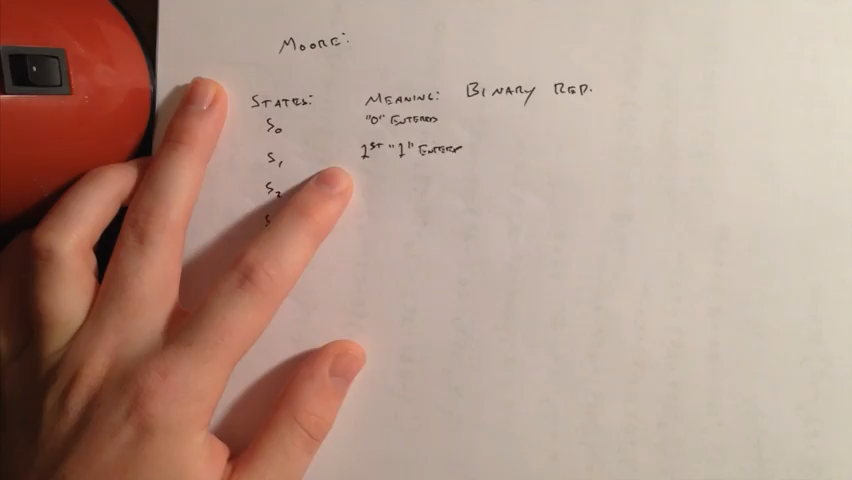 MOORE:
STATES: MEANING: BINARY REP.
S0 "0" ENTERED
S1 1ST "1" ENTERED
S2
S